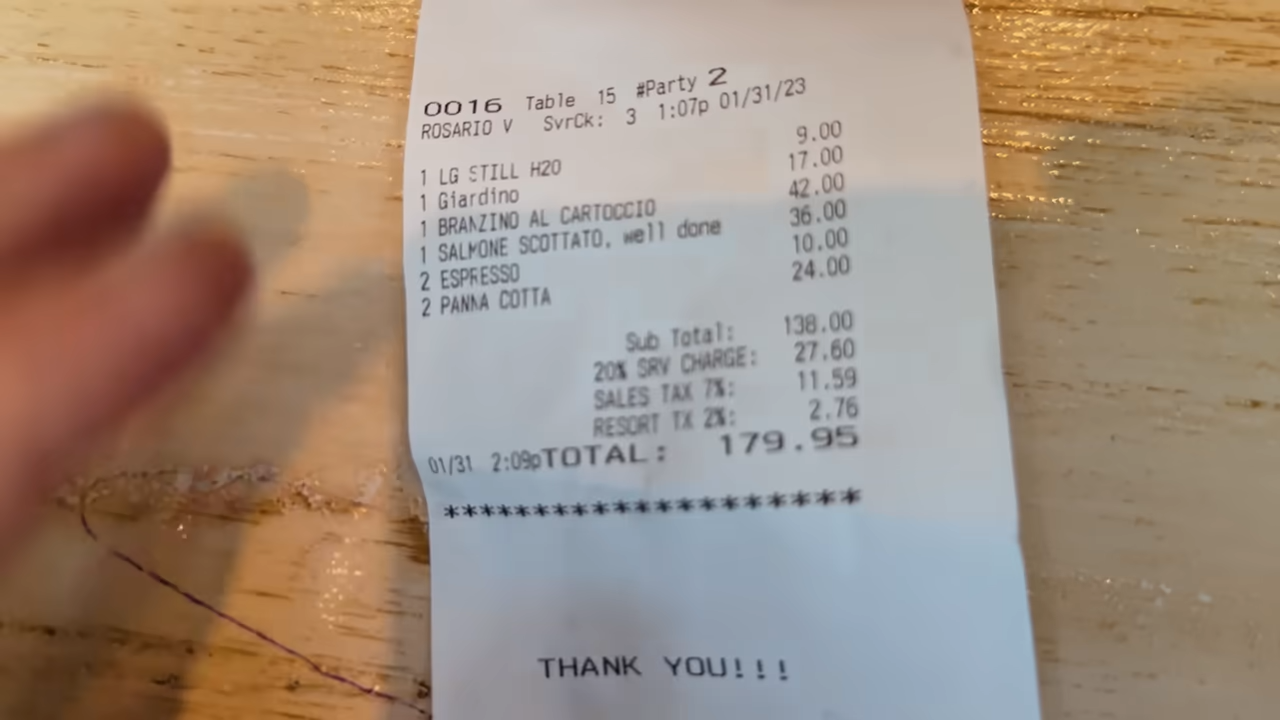 0016 Table 15 #Party 2
ROSARIO V SvrCk: 3 1:07p 01/31/23
1 LG STILL H2O 9.00
1 Giardino 17.00
1 BRANZINO AL CARTOCCIO 42.00
1 SALMONE SCOTTATO, well done 36.00
2 ESPRESSO 10.00
2 PANNA COTTA 24.00
Sub Total: 138.00
20% SRV CHARGE: 27.60
SALES TAX 7%: 11.59
RESORT TX 2%: 2.76
01/31 2:09pTOTAL: 179.95
*******************
THANK YOU!!!